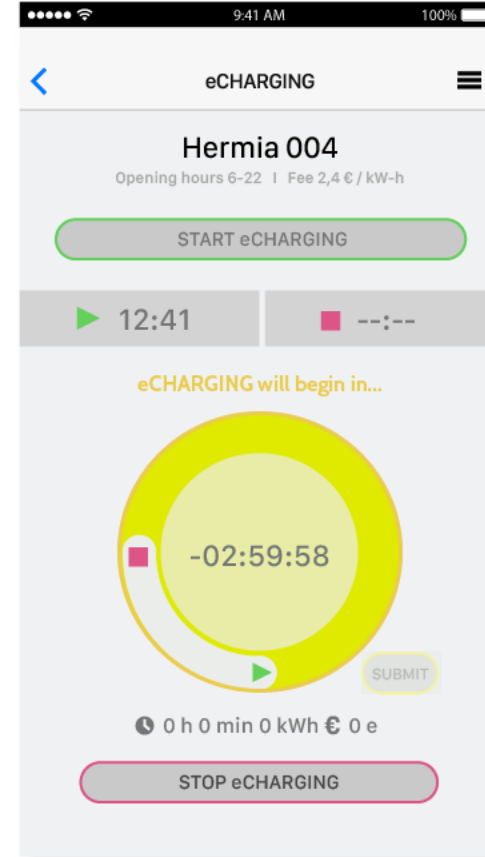 9:41 AM 100%
eCHARGING
Hermia 004
Opening hours 6-22 I Fee 2,4 € / kW-h
START eCHARGING
12:41 --:--
eCHARGING will begin in...
-02:59:58
SUBMIT
0 h 0 min 0 kWh € 0 e
STOP eCHARGING